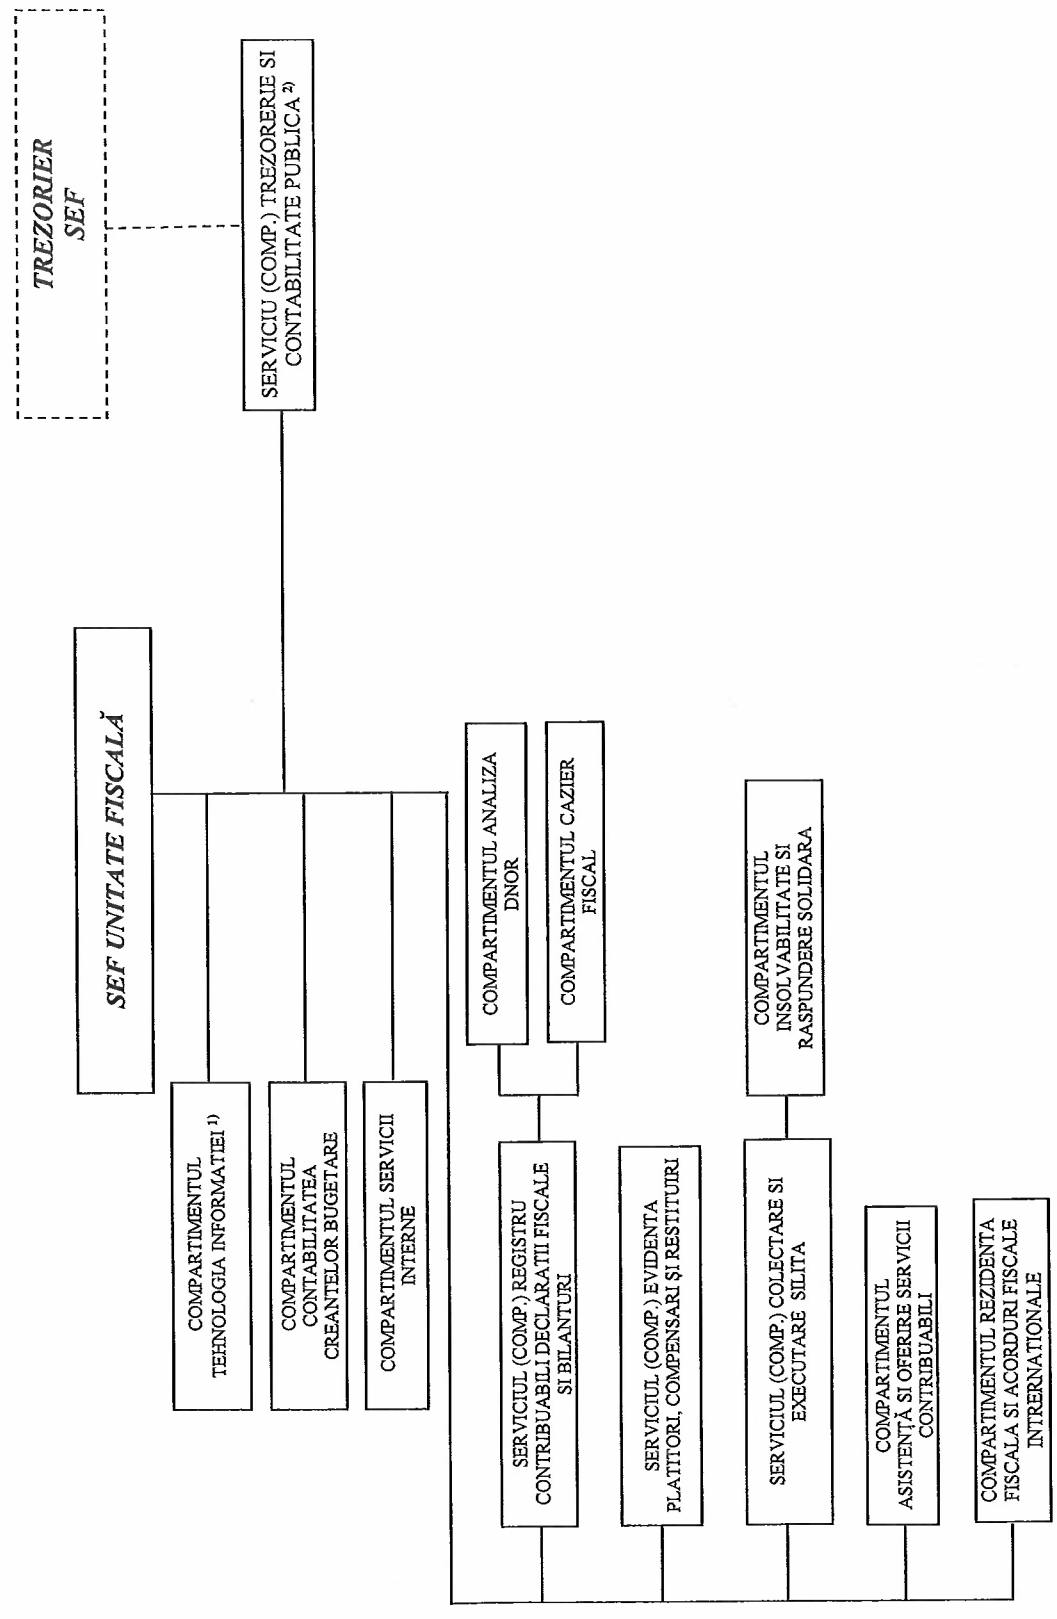 TREZORIER
SEF
SERVICIU (COMP.) TREZORERIE SI
CONTABILITATE PUBLICA ²⁾
SEF UNITATE FISCALĂ
COMPARTIMENTUL
TEHNOLOGIA INFORMATIEI ¹⁾
COMPARTIMENTUL
CONTABILITATEA
CREANTELOR BUGETARE
COMPARTIMENTUL SERVICII
INTERNE
SERVICIUL (COMP.) REGISTRU
CONTRIBUABILI DECLARATII FISCALE
SI BILANTURI
COMPARTIMENTUL ANALIZA
DNOR
COMPARTIMENTUL CAZIER
FISCAL
SERVICIUL (COMP.) EVIDENTA
PLATITORI, COMPENSARI ŞI RESTITUIRI
SERVICIUL (COMP.) COLECTARE SI
EXECUTARE SILITA
COMPARTIMENTUL
INSOLVABILITATE SI
RASPUNDERE SOLIDARA
COMPARTIMENTUL
ASISTENŢĂ SI OFERIRE SERVICII
CONTRIBUABILI
COMPARTIMENTUL REZIDENTA
FISCALA SI ACORDURI FISCALE
INTRERNATIONALE